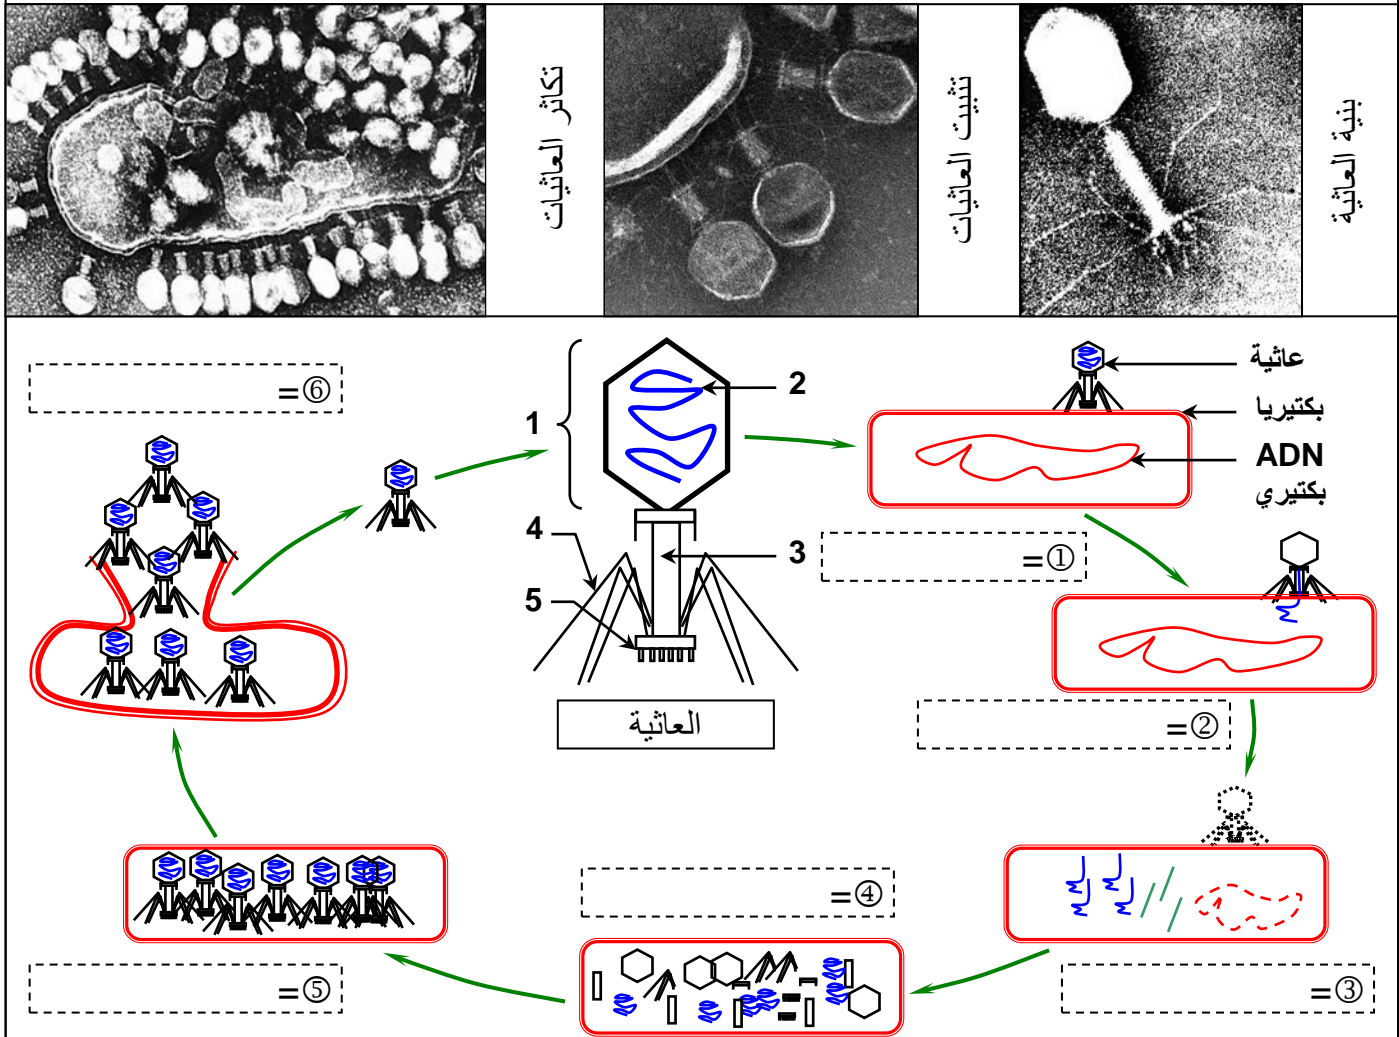 بنية العاثية
تثبيت العاثيات
تكاثر العاثيات
عاثية
بكتيريا
ADN
بكتيري
1
2
3
4
5
العاثية
①=
②=
③=
④=
⑤=
⑥=